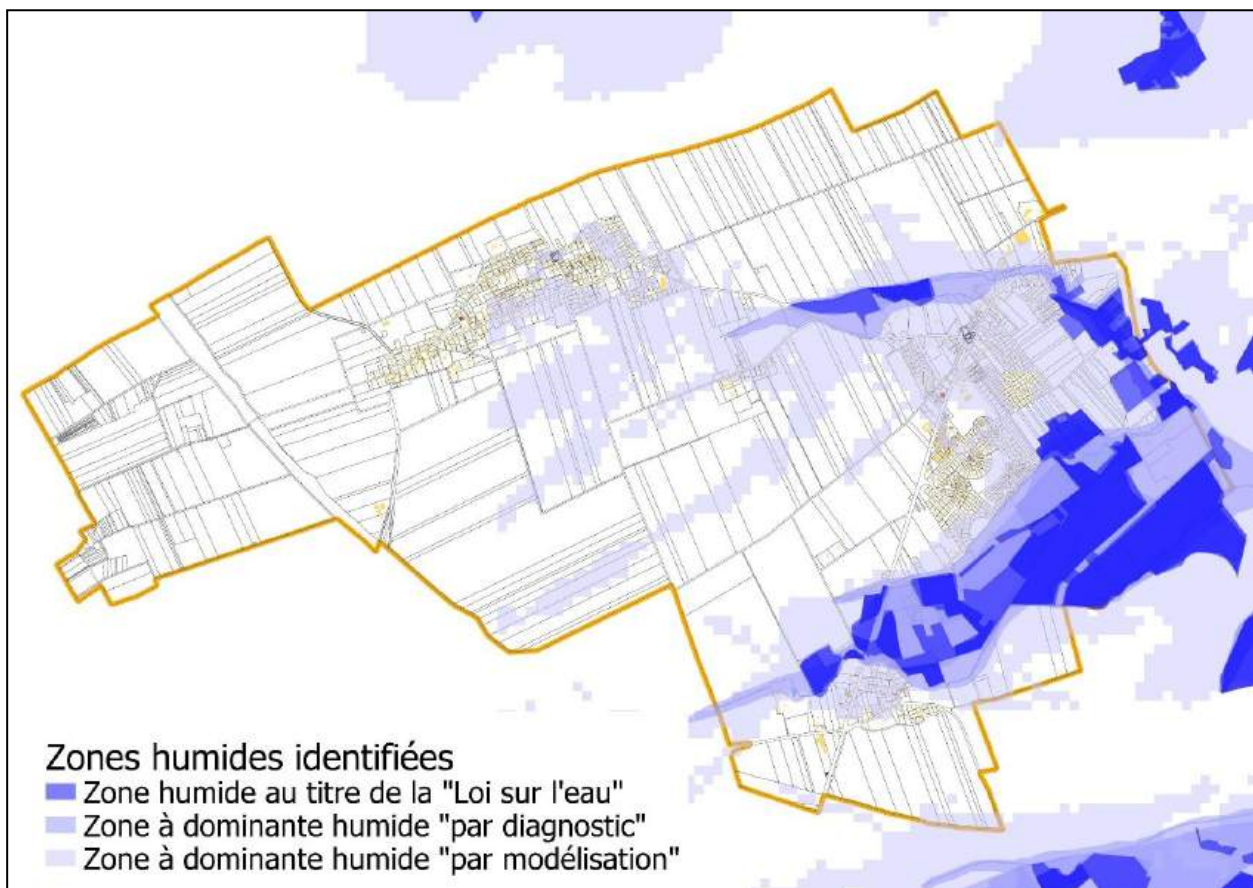 Zones humides identifiées
Zone humide au titre de la "Loi sur l'eau"
Zone à dominante humide "par diagnostic"
Zone à dominante humide "par modélisation"